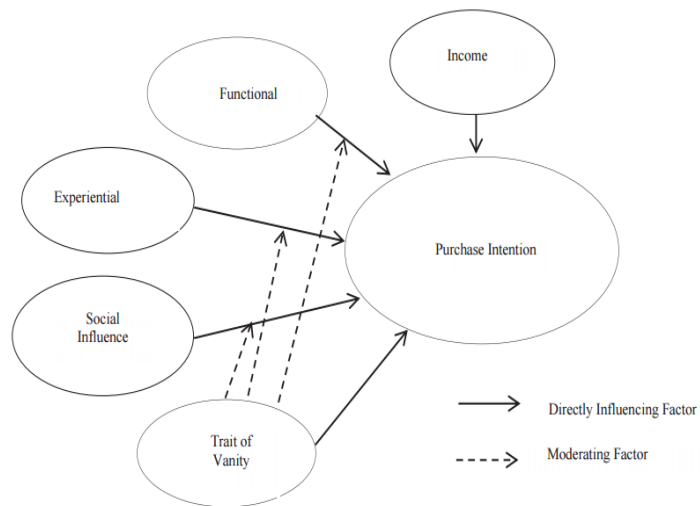 Income
Functional
Experiential
Purchase Intention
Social
Influence
Directly Influencing Factor
Trait of
Vanity
Moderating Factor